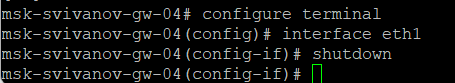 msk-svivanov-gw-04# configure terminal
msk-svivanov-gw-04(config)# interface eth1
msk-svivanov-gw-04(config-if)# shutdown
msk-svivanov-gw-04(config-if)#